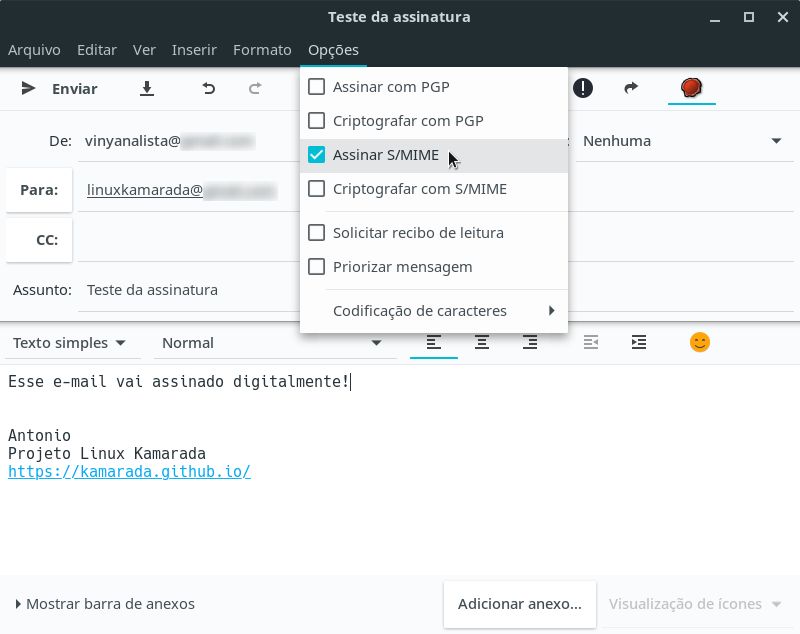 Teste da assinatura
Arquivo Editar Ver Inserir Formato Opções
Enviar
Assinar com PGP
Criptografar com PGP
Assinar S/MIME
Criptografar com S/MIME
Solicitar recibo de leitura
Priorizar mensagem
Codificação de caracteres
De: vinyanalista@
: Nenhuma
Para: linuxkamarada@
CC:
Assunto: Teste da assinatura
Texto simples Normal
Esse e-mail vai assinado digitalmente!
Antonio
Projeto Linux Kamarada
https://kamarada.github.io/
Mostrar barra de anexos Adicionar anexo... Visualização de ícones